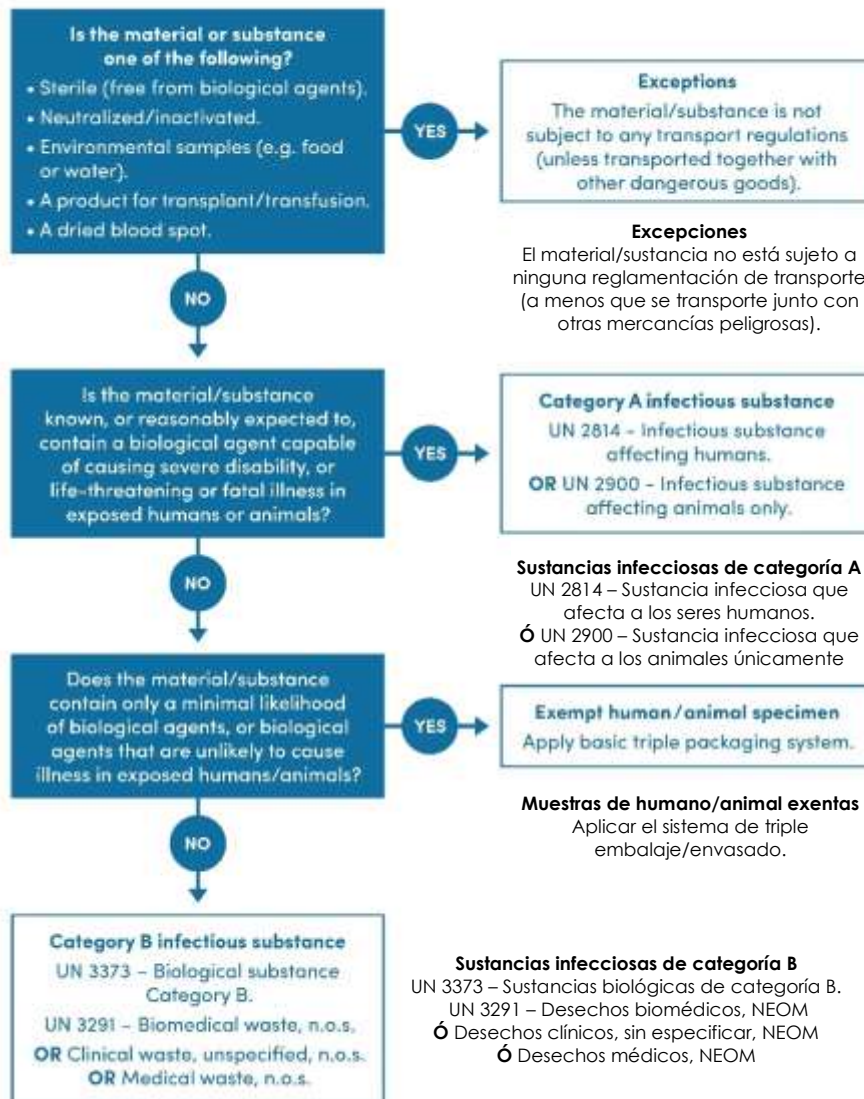 Is the material or substance
one of the following?
• Sterile (free from biological agents).
• Neutralized/inactivated.
• Environmental samples (e.g. food
or water).
• A product for transplant/transfusion.
• A dried blood spot.
YES
Exceptions
The material/substance is not
subject to any transport regulations
(unless transported together with
other dangerous goods).
Excepciones
El material/sustancia no está sujeto a
ninguna reglamentación de transporte
(a menos que se transporte junto con
otras mercancías peligrosas).
NO
Is the material/substance
known, or reasonably expected to,
contain a biological agent capable
of causing severe disability, or
life-threatening or fatal illness in
exposed humans or animals?
YES
Category A infectious substance
UN 2814 - Infectious substance
affecting humans.
OR UN 2900 - Infectious substance
affecting animals only.
Sustancias infecciosas de categoría A
UN 2814 – Sustancia infecciosa que
afecta a los seres humanos.
Ó UN 2900 – Sustancia infecciosa que
afecta a los animales únicamente
NO
Does the material/substance
contain only a minimal likelihood
of biological agents, or biological
agents that are unlikely to cause
illness in exposed humans/animals?
YES
Exempt human/animal specimen
Apply basic triple packaging system.
Muestras de humano/animal exentas
Aplicar el sistema de triple
embalaje/envasado.
NO
Category B infectious substance
UN 3373 – Biological substance
Category B.
UN 3291 – Biomedical waste, n.o.s.
OR Clinical waste, unspecified, n.o.s.
OR Medical waste, n.o.s.
Sustancias infecciosas de categoría B
UN 3373 – Sustancias biológicas de categoría B.
UN 3291 – Desechos biomédicos, NEOM
Ó Desechos clínicos, sin especificar, NEOM
Ó Desechos médicos, NEOM